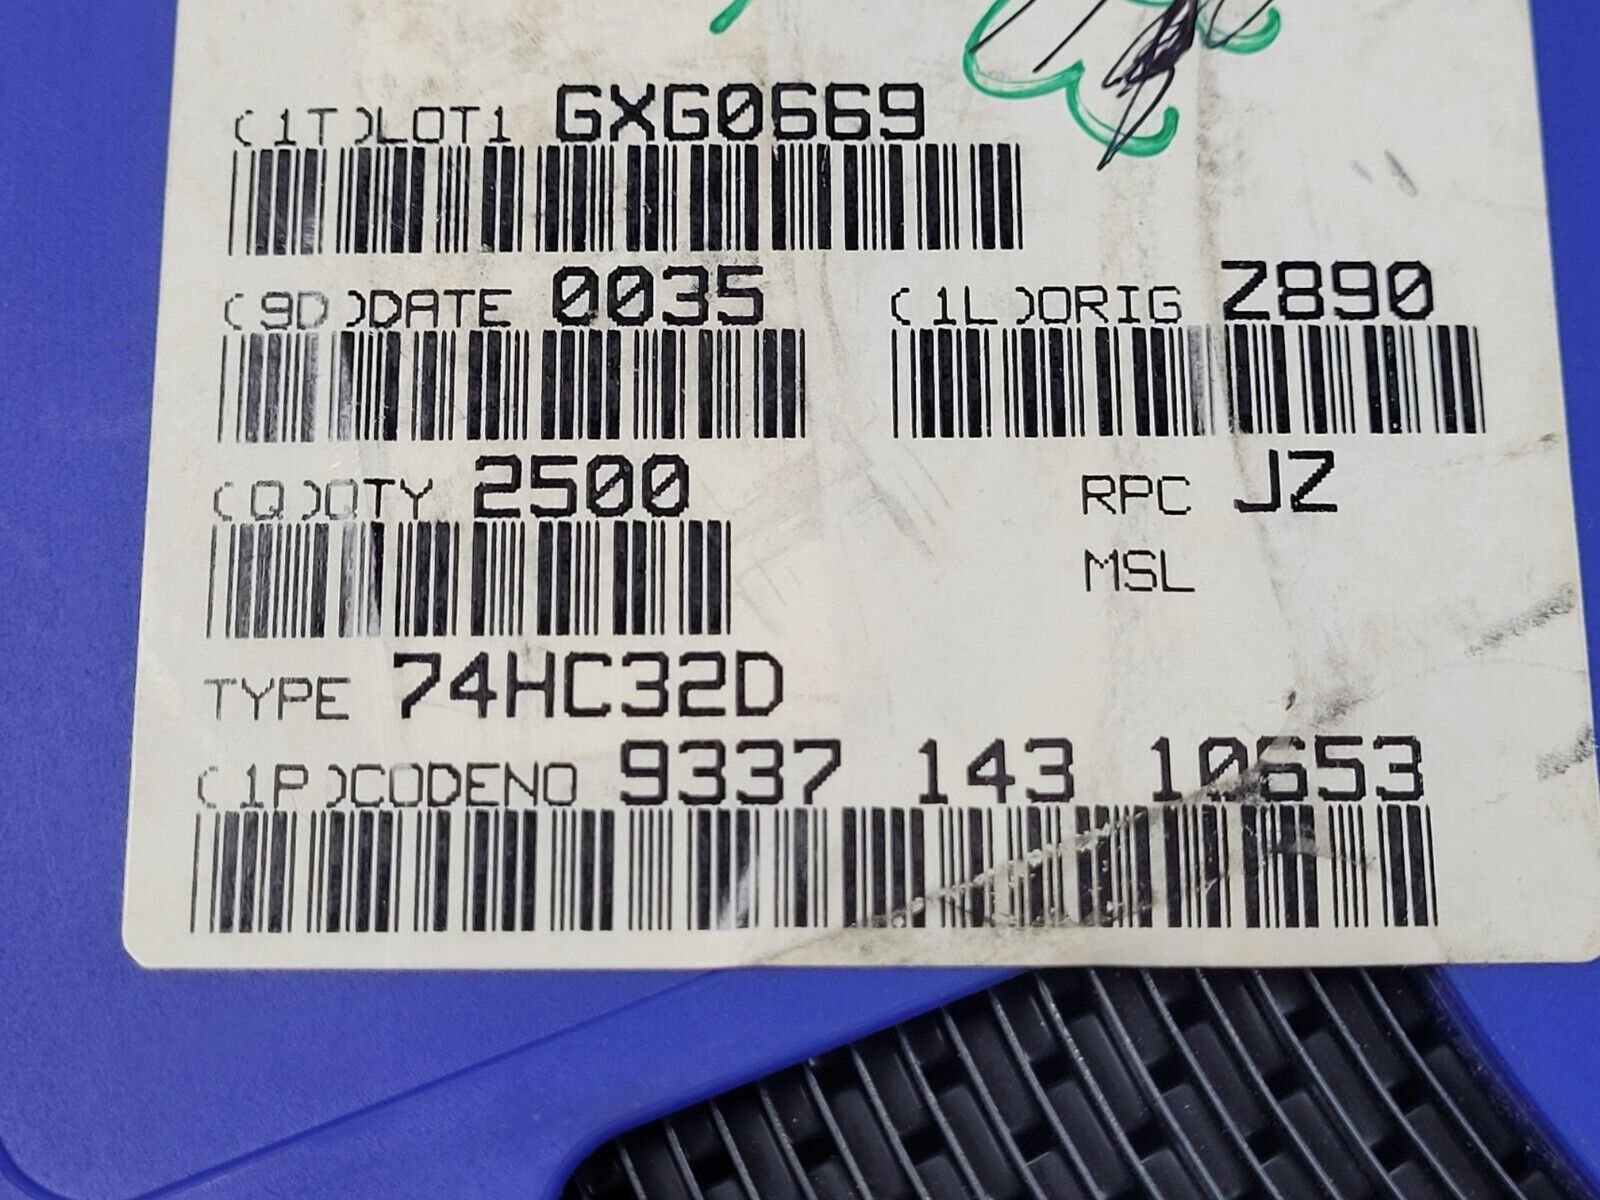 (1T)LOT1 GXG0669
(9D)DATE 0035 (1L)ORIG Z890
(Q)QTY 2500 RPC JZ
MSL
TYPE 74HC32D
(1P)CODENO 9337 143 10653